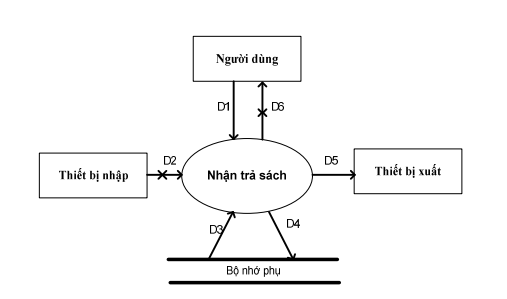 Người dùng
D1
D6
D2
D5
Thiết bị nhập
Nhận trả sách
Thiết bị xuất
D3
D4
Bộ nhớ phụ